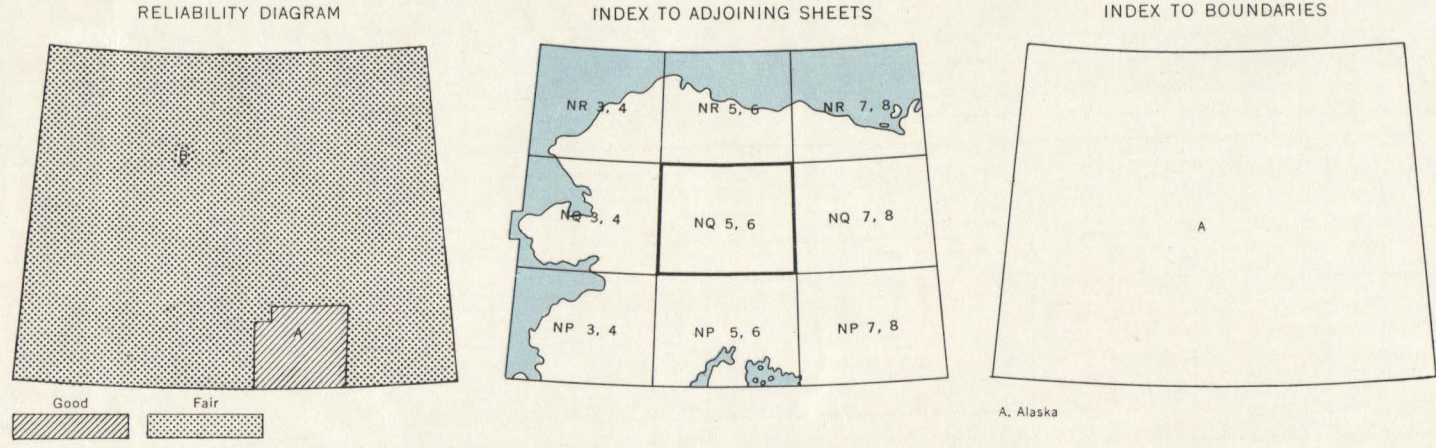 RELIABILITY DIAGRAM
B
A
Good
Fair
INDEX TO ADJOINING SHEETS
NR 3, 4
NR 5, 6
NR 7, 8
NQ 3, 4
NQ 5, 6
NQ 7, 8
NP 3, 4
NP 5, 6
NP 7, 8
INDEX TO BOUNDARIES
A
A, Alaska